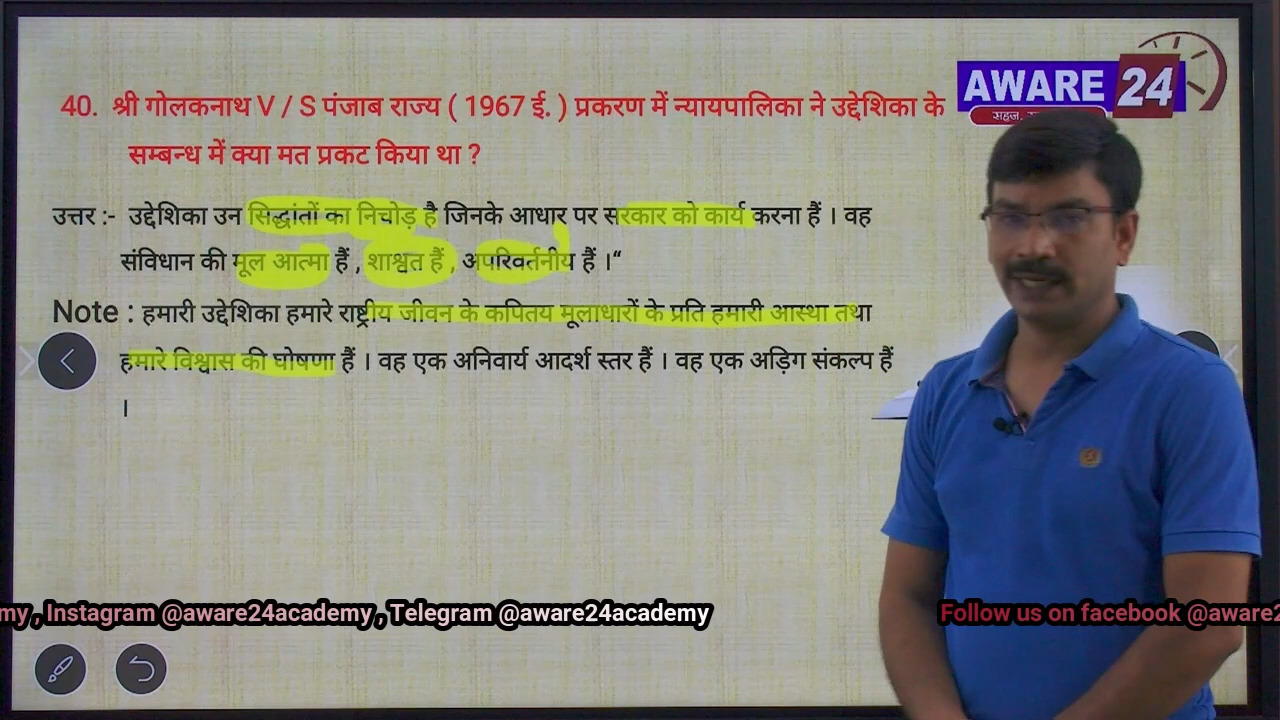 AWARE 24
सहज,
40. श्री गोलकनाथ V / S पंजाब राज्य ( 1967 ई. ) प्रकरण में न्यायपालिका ने उद्देशिका के
सम्बन्ध में क्या मत प्रकट किया था ?
उत्तर :- उद्देशिका उन सिद्धांतों का निचोड़ है जिनके आधार पर सरकार को कार्य करना हैं । वह
संविधान की मूल आत्मा हैं , शाश्वत हैं , अपरिवर्तनीय हैं ।“
Note : हमारी उद्देशिका हमारे राष्ट्रीय जीवन के कपितय मूलाधारों के प्रति हमारी आस्था तथा
हमारे विश्वास की घोषणा हैं । वह एक अनिवार्य आदर्श स्तर हैं । वह एक अड़िग संकल्प हैं
।
my , Instagram @aware24academy , Telegram @aware24academy
Follow us on facebook @aware2